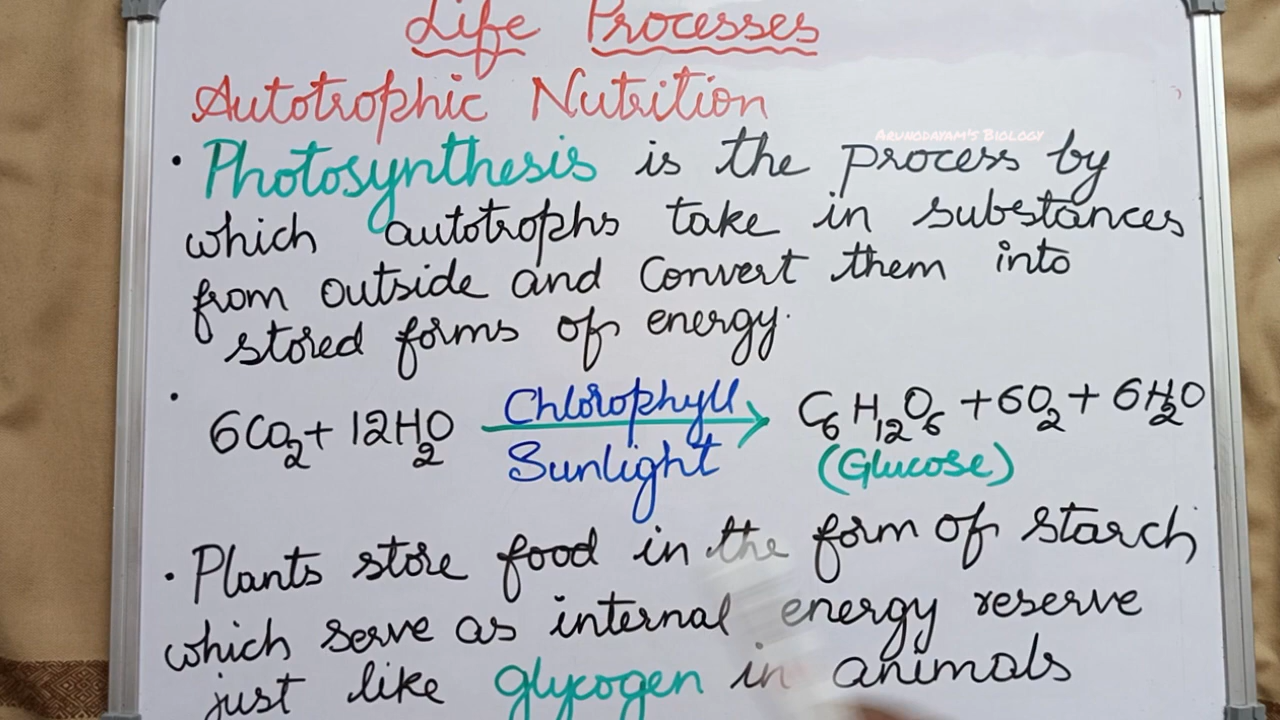 Life Processes
Autotrophic Nutrition
ARUNODAYAM'S BIOLOGY
• Photosynthesis is the process by
which autotrophs take in substances
from outside and convert them into
stored forms of energy.
• 6CO₂ + 12H₂O Chlorophyll Sunlight → C₆H₁₂O₆ + 6O₂ + 6H₂O
(Glucose)
• Plants store food in the form of starch
which serve as internal energy reserve
just like glycogen in animals